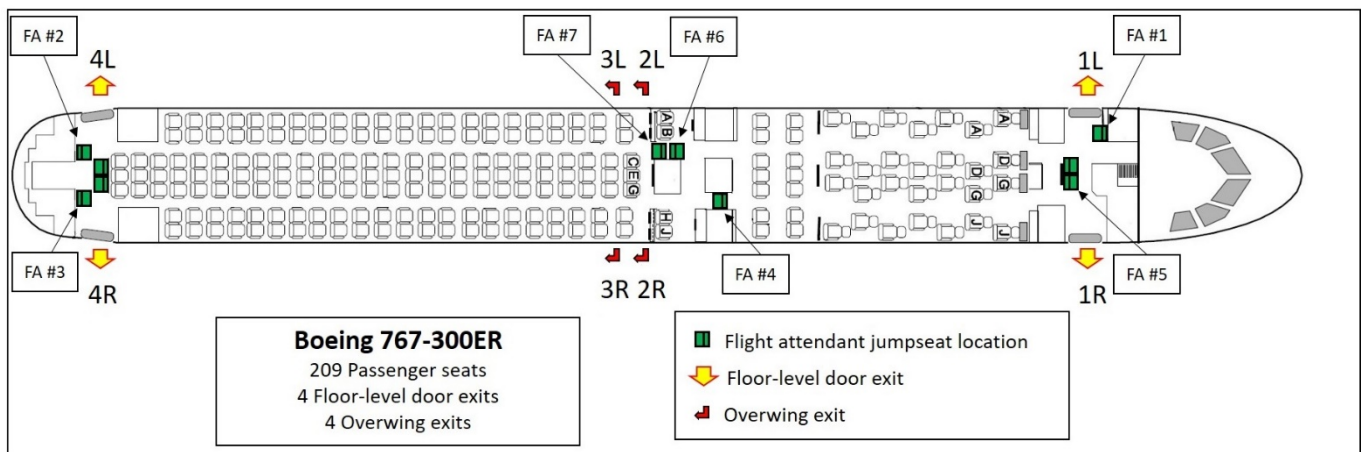 FA #2
FA #7
FA #6
FA #1
4L
3L 2L
1L
A
B
A
A
C
E
G
D
D
G
G
H
J
J
J
4R
3R 2R
1R
FA #3
FA #4
FA #5
Boeing 767-300ER
209 Passenger seats
4 Floor-level door exits
4 Overwing exits
Flight attendant jumpseat location
Floor-level door exit
Overwing exit